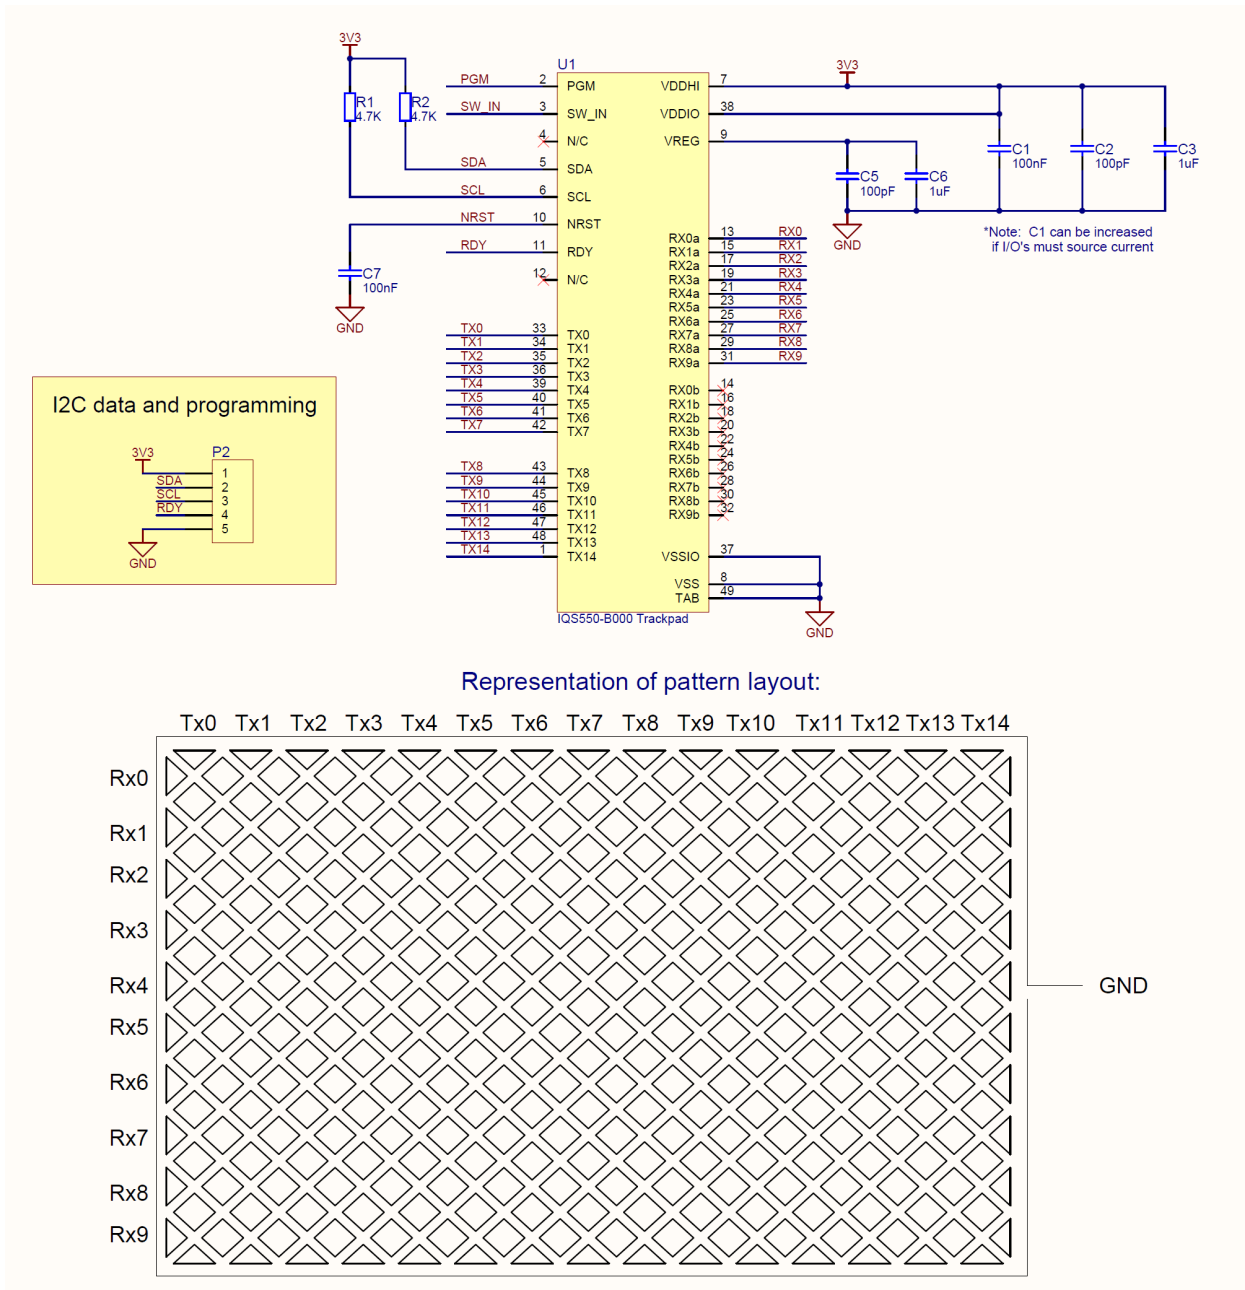 3V3
R1
4.7K
R2
4.7K
PGM 2 PGM
SW_IN 3 SW_IN
4 N/C
SDA 5 SDA
SCL 6 SCL
NRST 10 NRST
RDY 11 RDY
12 N/C
C7
100nF
GND
U1
TX0 33 TX0
TX1 34 TX1
TX2 35 TX2
TX3 36 TX3
TX4 39 TX4
TX5 40 TX5
TX6 41 TX6
TX7 42 TX7
TX8 43 TX8
TX9 44 TX9
TX10 45 TX10
TX11 46 TX11
TX12 47 TX12
TX13 48 TX13
TX14 1 TX14
VDDHI 7
VDDIO 38
VREG 9
3V3
C1
100nF
C2
100pF
C3
1uF
C5
100pF
C6
1uF
GND
*Note: C1 can be increased
if I/O's must source current
RX0a 13 RX0
RX1a 15 RX1
RX2a 17 RX2
RX3a 19 RX3
RX4a 21 RX4
RX5a 23 RX5
RX6a 25 RX6
RX7a 27 RX7
RX8a 29 RX8
RX9a 31 RX9
RX0b 14
RX1b 16
RX2b 18
RX3b 20
RX4b 22
RX5b 24
RX6b 26
RX7b 28
RX8b 30
RX9b 32
VSSIO 37
VSS 8
TAB 49
GND
IQS550-B000 Trackpad
I2C data and programming
P2
3V3
1
SDA 2
SCL 3
RDY 4
5
GND
Representation of pattern layout:
Tx0 Tx1 Tx2 Tx3 Tx4 Tx5 Tx6 Tx7 Tx8 Tx9 Tx10 Tx11 Tx12 Tx13 Tx14
Rx0
Rx1
Rx2
Rx3
Rx4
GND
Rx5
Rx6
Rx7
Rx8
Rx9